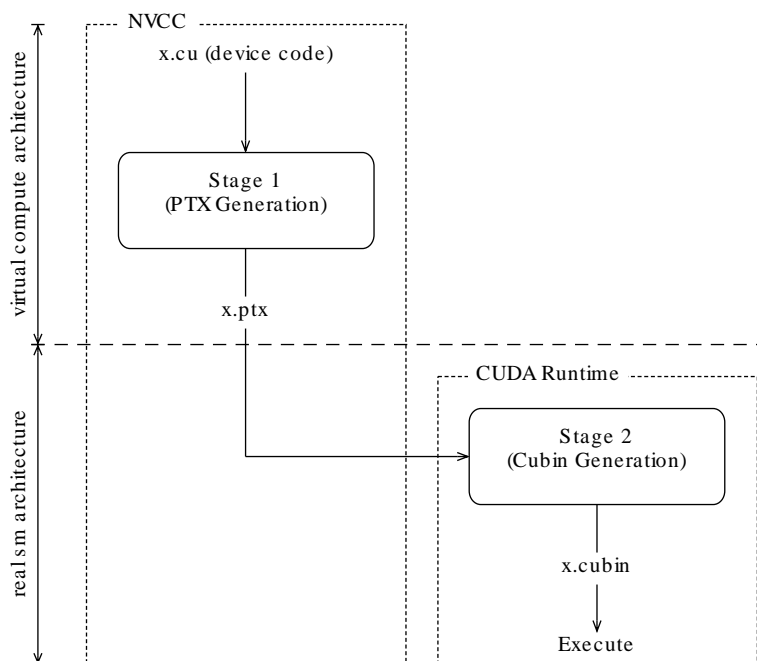 NVCC
x.cu (device code)
virtual compute architecture
Stage 1
(PTX Generation)
x.ptx
CUDA Runtime
real sm architecture
Stage 2
(Cubin Generation)
x.cubin
Execute